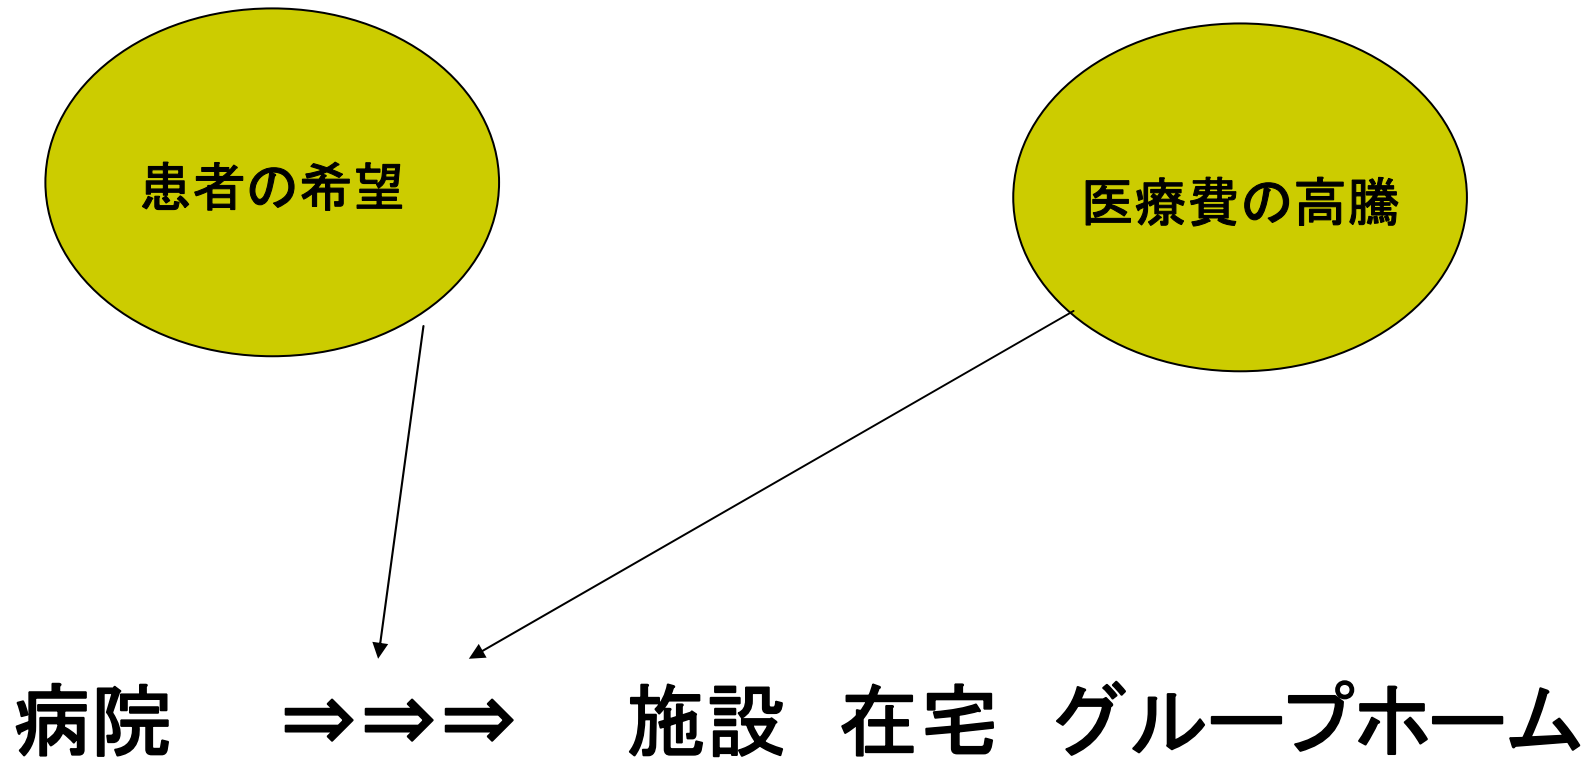 患者の希望
医療費の高騰
病院　⇒⇒⇒　施設　在宅　グループホーム